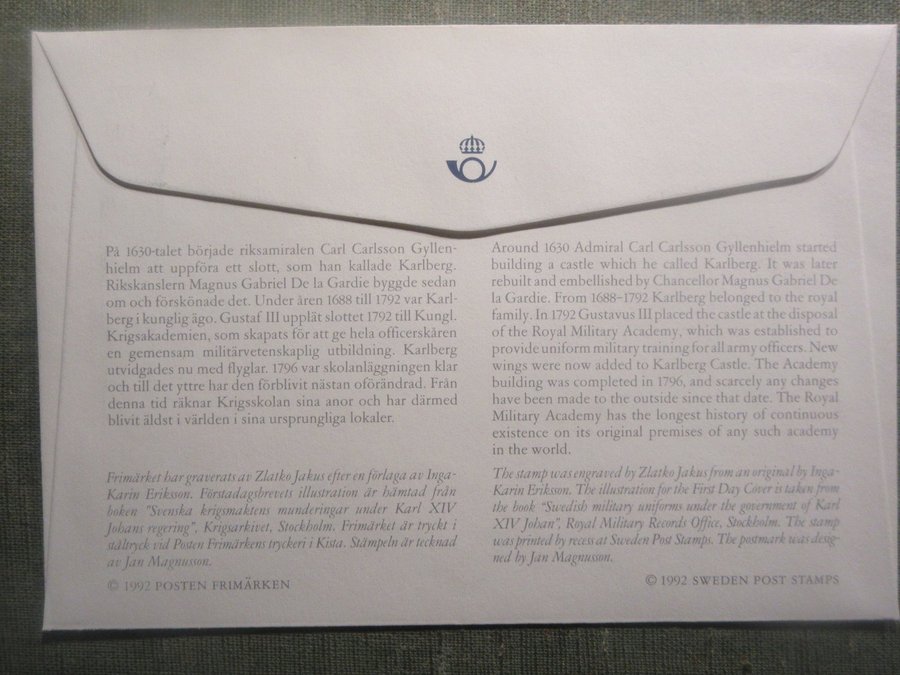 På 1630-talet började riksamiralen Carl Carlsson Gyllen-
hielm att uppföra ett slott, som han kallade Karlberg.
Rikskanslern Magnus Gabriel De la Gardie byggde sedan
om och förskönade det. Under åren 1688 till 1792 var Karl-
berg i kunglig ägo. Gustaf III upplät slottet 1792 till Kungl.
Krigsakademien, som skapats för att ge hela officerskåren
en gemensam militärvetenskaplig utbildning. Karlberg
utvidgades nu med flyglar. 1796 var skolanläggningen klar
och till det yttre har den förblivit nästan oförändrad. Från
denna tid räknar Krigsskolan sina anor och har därmed
blivit äldst i världen i sina ursprungliga lokaler.
Frimärket har graverats av Zlatko Jakus efter en förlaga av Inga-
Karin Eriksson. Förstadagsbrevets illustration är hämtad från
boken "Svenska krigsmaktens munderingar under Karl XIV
Johans regering", Krigsarkivet, Stockholm. Frimärket är tryckt i
ståltryck vid Posten Frimärkens tryckeri i Kista. Stämpeln är tecknad
av Jan Magnusson.
© 1992 POSTEN FRIMÄRKEN
Around 1630 Admiral Carl Carlsson Gyllenhielm started
building a castle which he called Karlberg. It was later
rebuilt and embellished by Chancellor Magnus Gabriel De
la Gardie. From 1688–1792 Karlberg belonged to the royal
family. In 1792 Gustavus III placed the castle at the disposal
of the Royal Military Academy, which was established to
provide uniform military training for all army officers. New
wings were now added to Karlberg Castle. The Academy
building was completed in 1796, and scarcely any changes
have been made to the outside since that date. The Royal
Military Academy has the longest history of continuous
existence on its original premises of any such academy
in the world.
The stamp was engraved by Zlatko Jakus from an original by Inga-
Karin Eriksson. The illustration for the First Day Cover is taken from
the book "Swedish military uniforms under the government of Karl
XIV Johan", Royal Military Records Office, Stockholm. The stamp
was printed by recess at Sweden Post Stamps. The postmark was desig-
ned by Jan Magnusson.
© 1992 SWEDEN POST STAMPS